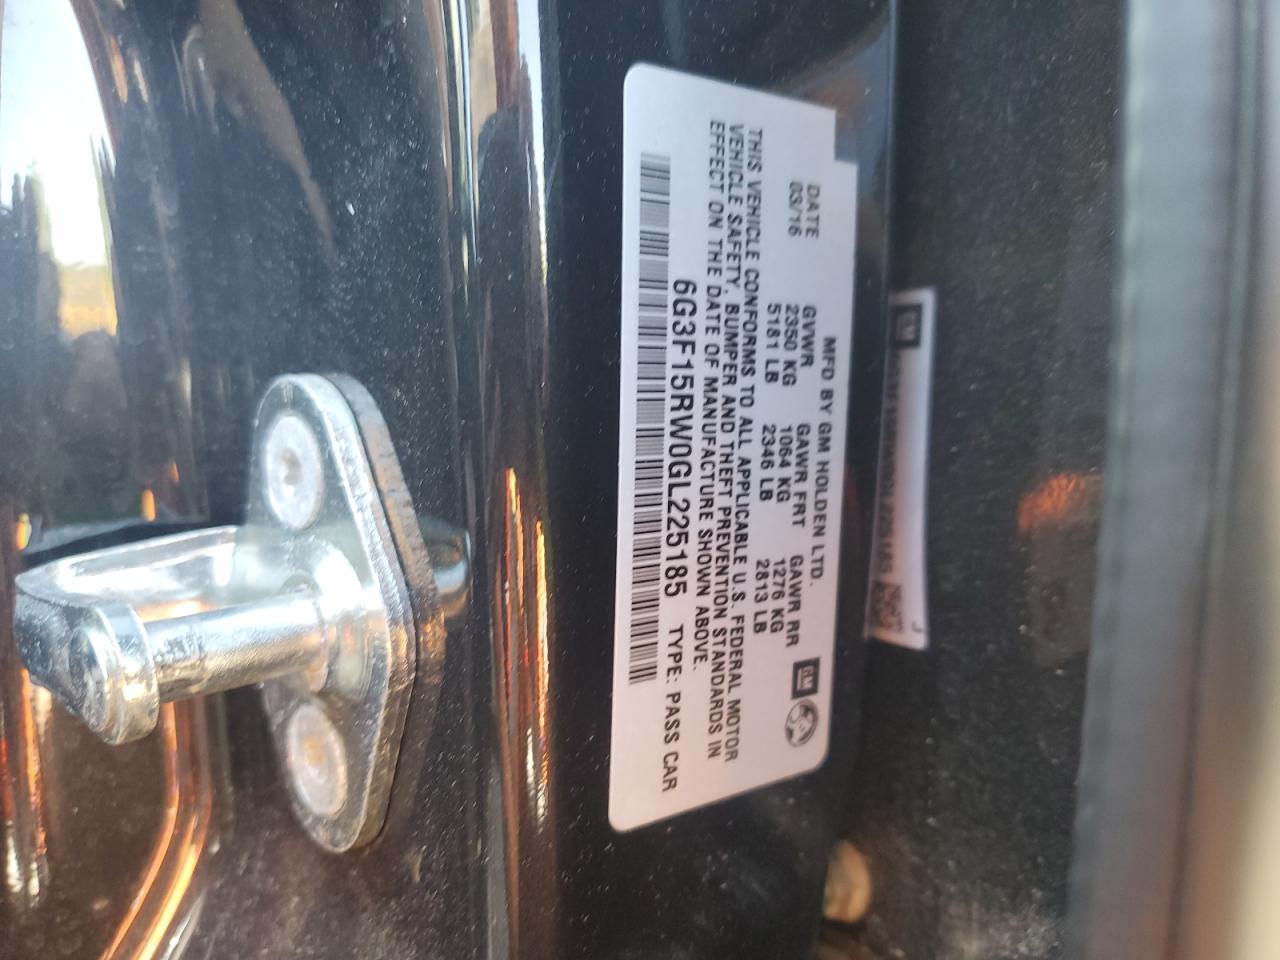 MFD BY GM HOLDEN LTD.
DATE GVWR GAWR FRT GAWR RR
03/16 2350 KG 1064 KG 1276 KG
5181 LB 2346 LB 2813 LB
GM
THIS VEHICLE CONFORMS TO ALL APPLICABLE U.S. FEDERAL MOTOR
VEHICLE SAFETY, BUMPER AND THEFT PREVENTION STANDARDS IN
EFFECT ON THE DATE OF MANUFACTURE SHOWN ABOVE.
6G3F15RW0GL225185 TYPE: PASS CAR
GM